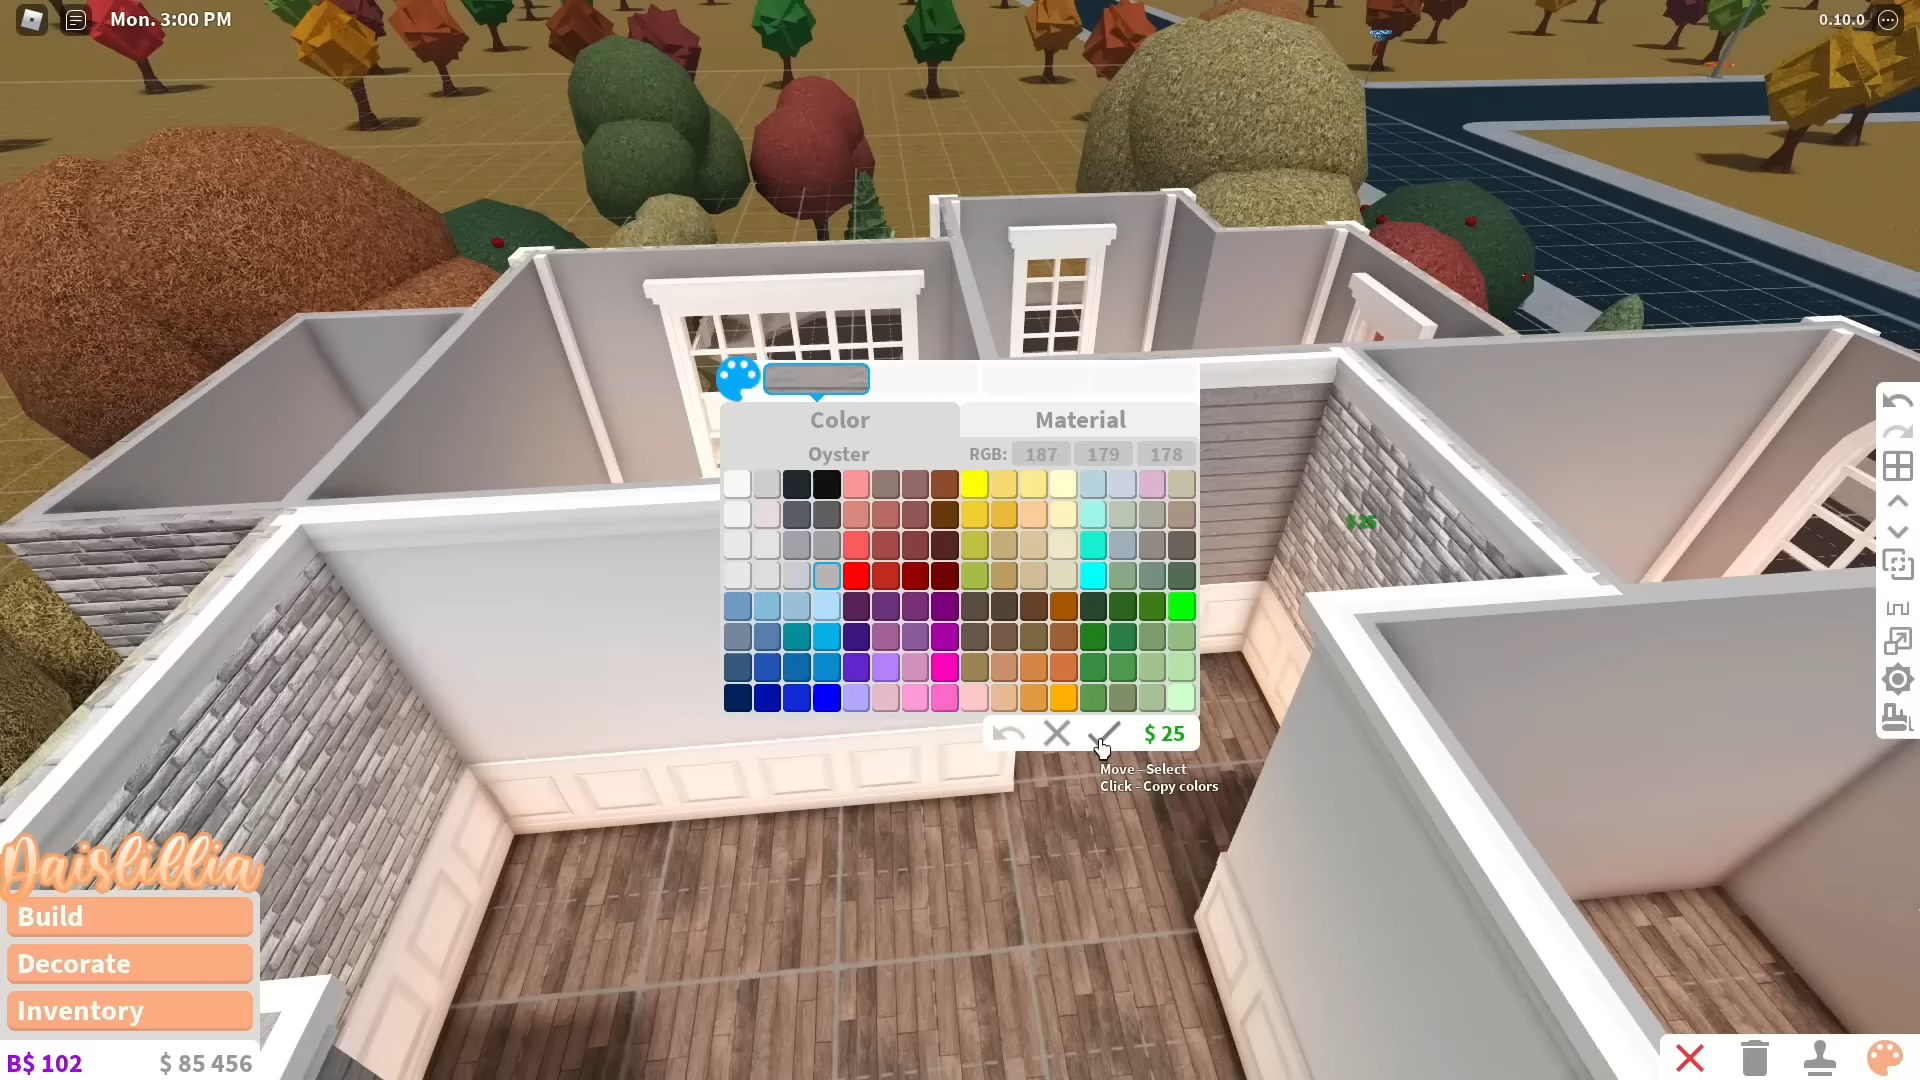 Mon. 3:00 PM
0.10.0
Color
Material
Oyster
RGB: 187 179 178
$ 25
$ 25
Move - Select
Click - Copy colors
Daislillia
Build
Decorate
Inventory
B$ 102
$ 85 456